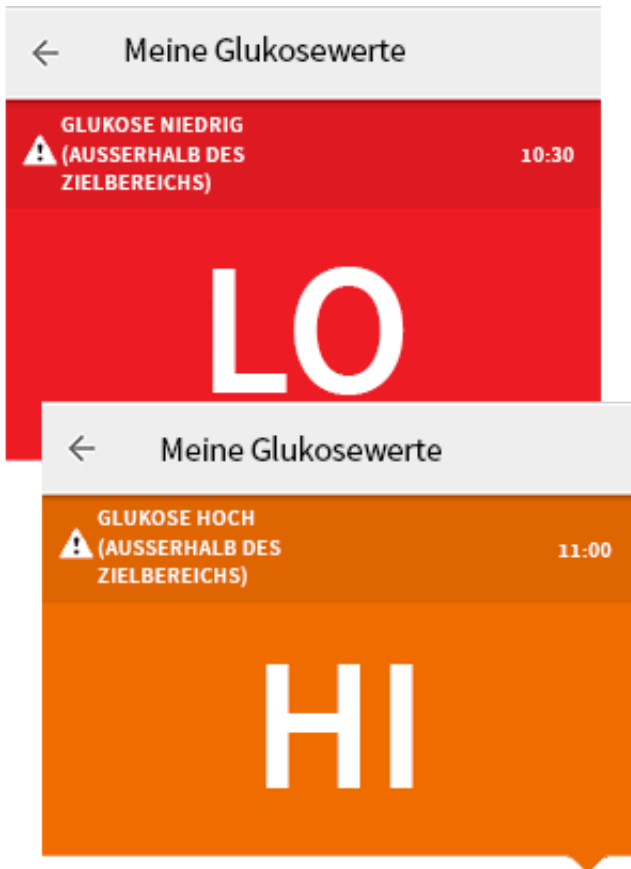 Meine Glukosewerte
GLUKOSE NIEDRIG
(AUSSERHALB DES
ZIELBEREICHS)
10:30
LO
Meine Glukosewerte
GLUKOSE HOCH
(AUSSERHALB DES
ZIELBEREICHS)
11:00
HI